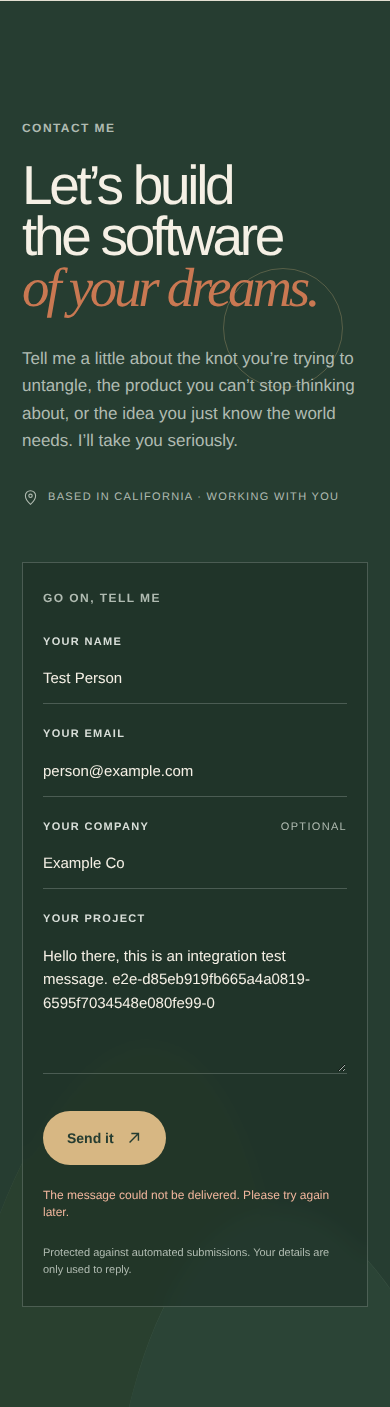 CONTACT ME
Let’s build
the software
of your dreams.
Tell me a little about the knot you’re trying to
untangle, the product you can’t stop thinking
about, or the idea you just know the world
needs. I’ll take you seriously.
BASED IN CALIFORNIA · WORKING WITH YOU
GO ON, TELL ME
YOUR NAME
Test Person
YOUR EMAIL
person@example.com
YOUR COMPANY OPTIONAL
Example Co
YOUR PROJECT
Hello there, this is an integration test
message. e2e-d85eb919fb665a4a0819-
6595f7034548e080fe99-0
Send it
The message could not be delivered. Please try again
later.
Protected against automated submissions. Your details are
only used to reply.